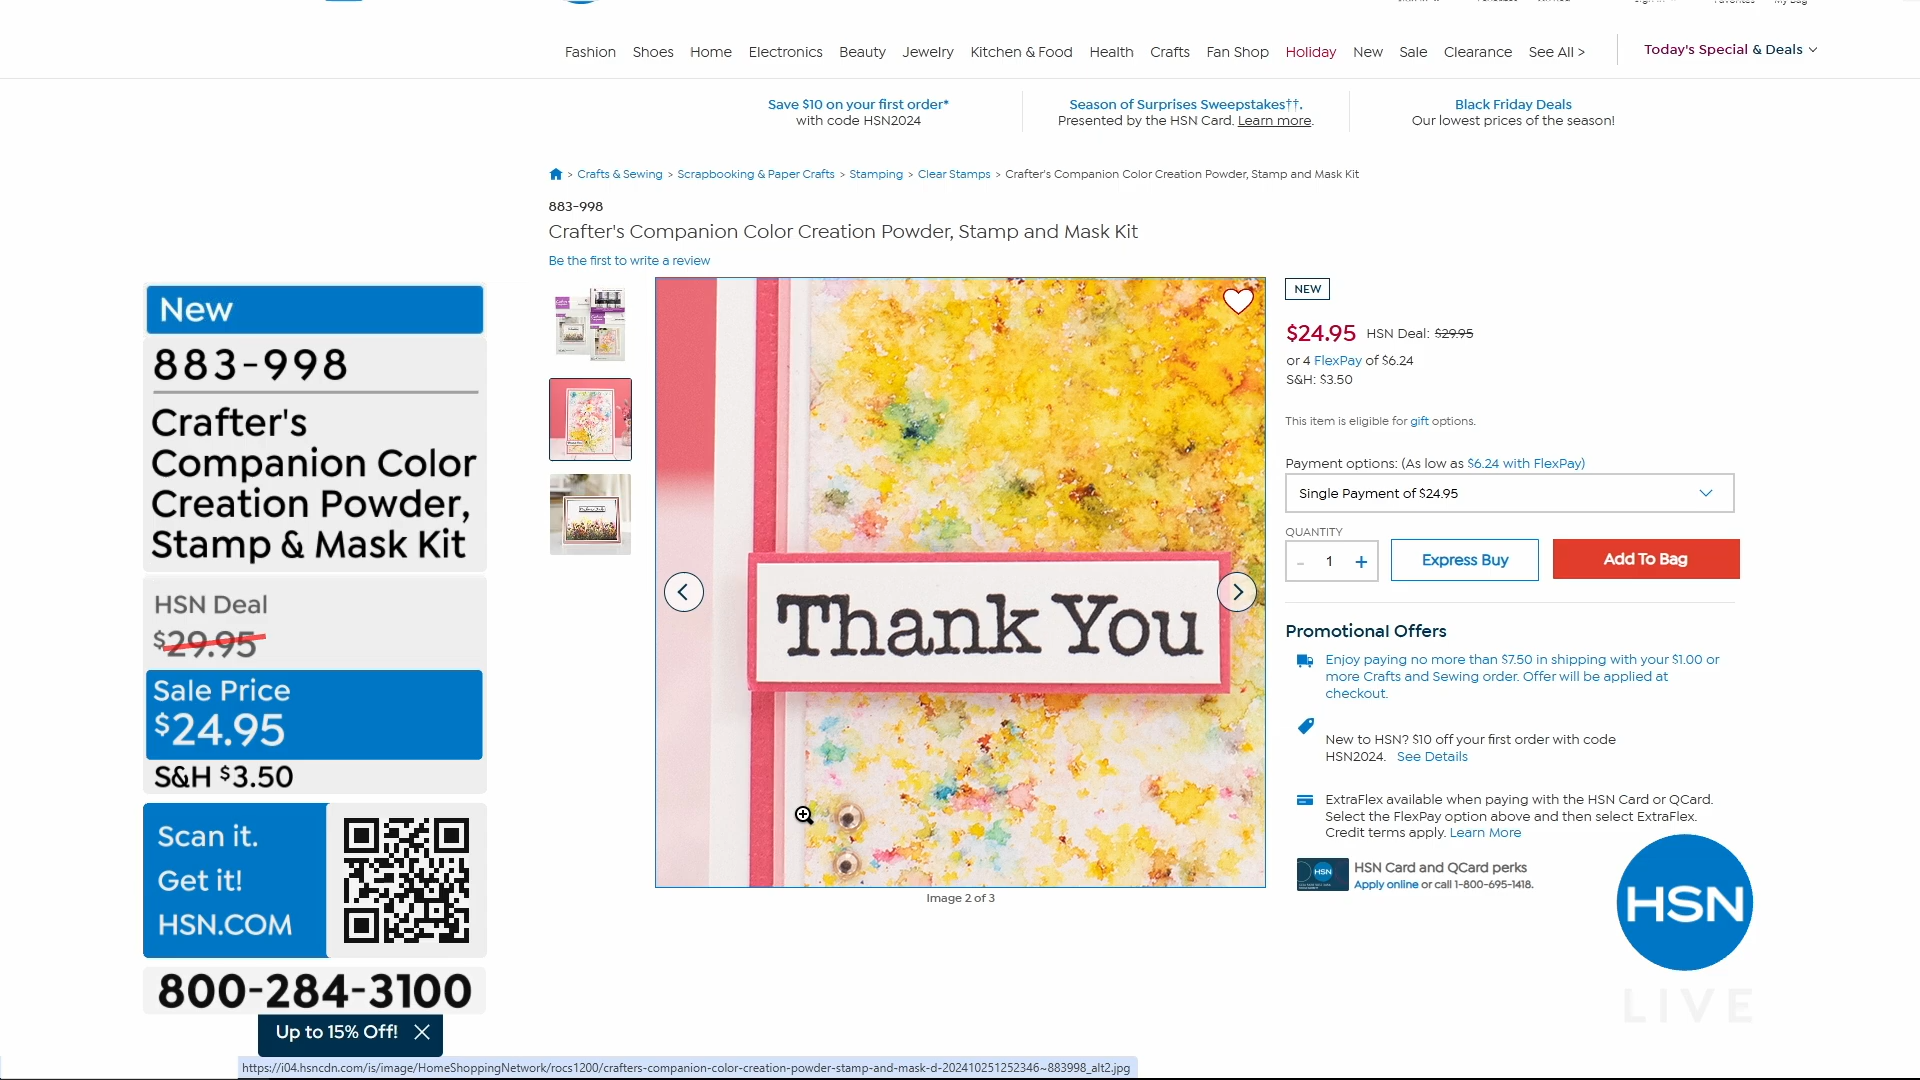 Fashion Shoes Home Electronics Beauty Jewelry Kitchen & Food Health Crafts Fan Shop Holiday New Sale Clearance See All > Today's Special & Deals
Save $10 on your first order*
with code HSN2024
Season of Surprises Sweepstakes††.
Presented by the HSN Card. Learn more.
Black Friday Deals
Our lowest prices of the season!
> Crafts & Sewing > Scrapbooking & Paper Crafts > Stamping > Clear Stamps > Crafter's Companion Color Creation Powder, Stamp and Mask Kit
883-998
Crafter's Companion Color Creation Powder, Stamp and Mask Kit
Be the first to write a review
New
883-998
Crafter's
Companion Color
Creation Powder,
Stamp & Mask Kit
HSN Deal
$29.95
Sale Price
$24.95
S&H $3.50
Scan it.
Get it!
HSN.COM
800-284-3100
Up to 15% Off!
Thank You
Image 2 of 3
NEW
$24.95 HSN Deal: $29.95
or 4 FlexPay of $6.24
S&H: $3.50
This item is eligible for gift options.
Payment options: (As low as $6.24 with FlexPay)
Single Payment of $24.95
QUANTITY
- 1 +
Express Buy
Add To Bag
Promotional Offers
Enjoy paying no more than $7.50 in shipping with your $1.00 or
more Crafts and Sewing order. Offer will be applied at
checkout.
New to HSN? $10 off your first order with code
HSN2024. See Details
ExtraFlex available when paying with the HSN Card or QCard.
Select the FlexPay option above and then select ExtraFlex.
Credit terms apply. Learn More
HSN
HSN Card and QCard perks
Apply online or call 1-800-695-1418.
HSN
LIVE
https://i04.hsncdn.com/is/image/HomeShoppingNetwork/rocs1200/crafters-companion-color-creation-powder-stamp-and-mask-d-202410251252346~883998_alt2.jpg